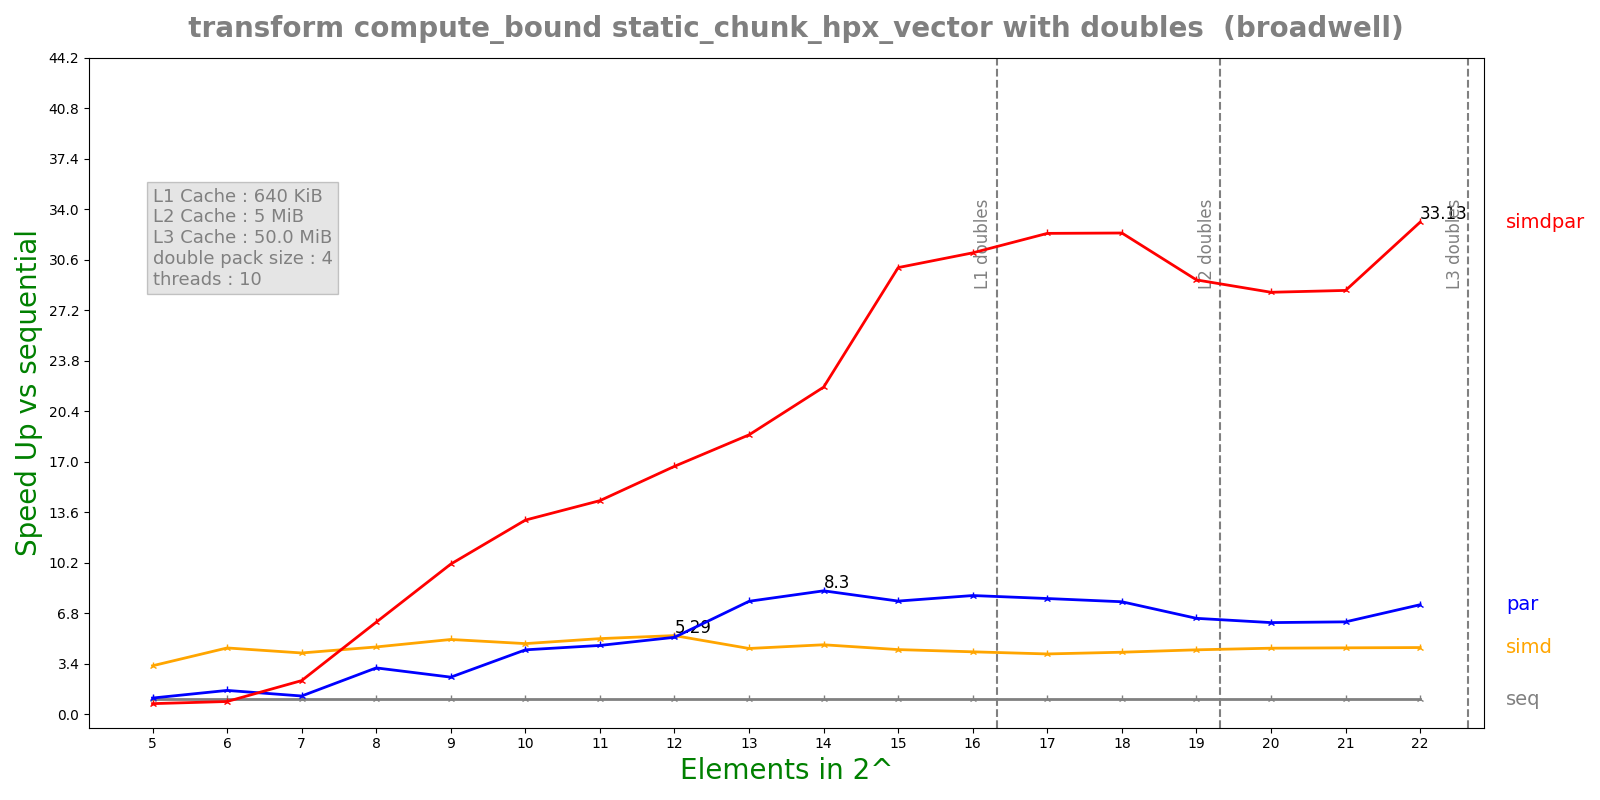 transform compute_bound static_chunk_hpx_vector with doubles (broadwell)
Speed Up vs sequential
44.2
40.8
37.4
34.0
30.6
27.2
23.8
20.4
17.0
13.6
10.2
6.8
3.4
0.0
L1 Cache : 640 KiB
L2 Cache : 5 MiB
L3 Cache : 50.0 MiB
double pack size : 4
threads : 10
L1 doubles
L2 doubles
L3 doubles
33.13
8.3
5.29
simdpar
par
simd
seq
5 6 7 8 9 10 11 12 13 14 15 16 17 18 19 20 21 22
Elements in 2^